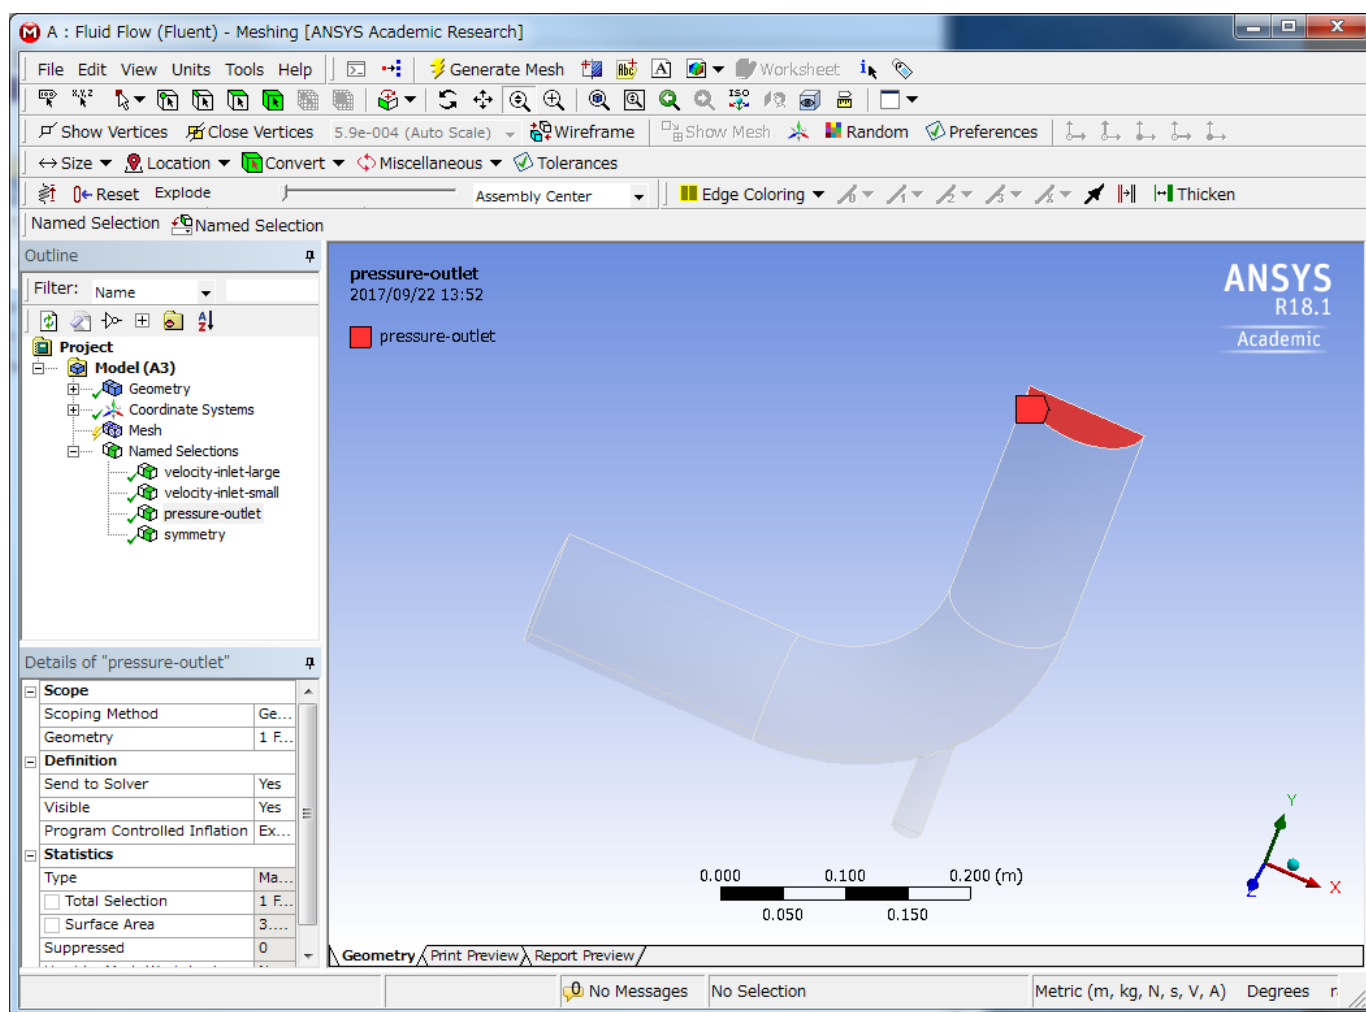 A : Fluid Flow (Fluent) - Meshing [ANSYS Academic Research]
File Edit View Units Tools Help Generate Mesh Worksheet
Show Vertices Close Vertices 5.9e-004 (Auto Scale) Wireframe Show Mesh Random Preferences
Size Location Convert Miscellaneous Tolerances
Reset Explode Assembly Center Edge Coloring Thicken
Named Selection Named Selection
Outline
Filter: Name
Project
Model (A3)
Geometry
Coordinate Systems
Mesh
Named Selections
velocity-inlet-large
velocity-inlet-small
pressure-outlet
symmetry
Details of "pressure-outlet"
Scope
Scoping Method Ge...
Geometry 1 F...
Definition
Send to Solver Yes
Visible Yes
Program Controlled Inflation Ex...
Statistics
Type Ma...
Total Selection 1 F...
Surface Area 3....
Suppressed 0
pressure-outlet
2017/09/22 13:52
pressure-outlet
ANSYS
R18.1
Academic
0.000 0.100 0.200 (m)
0.050 0.150
Y
X
Z
Geometry Print Preview Report Preview
No Messages No Selection Metric (m, kg, N, s, V, A) Degrees